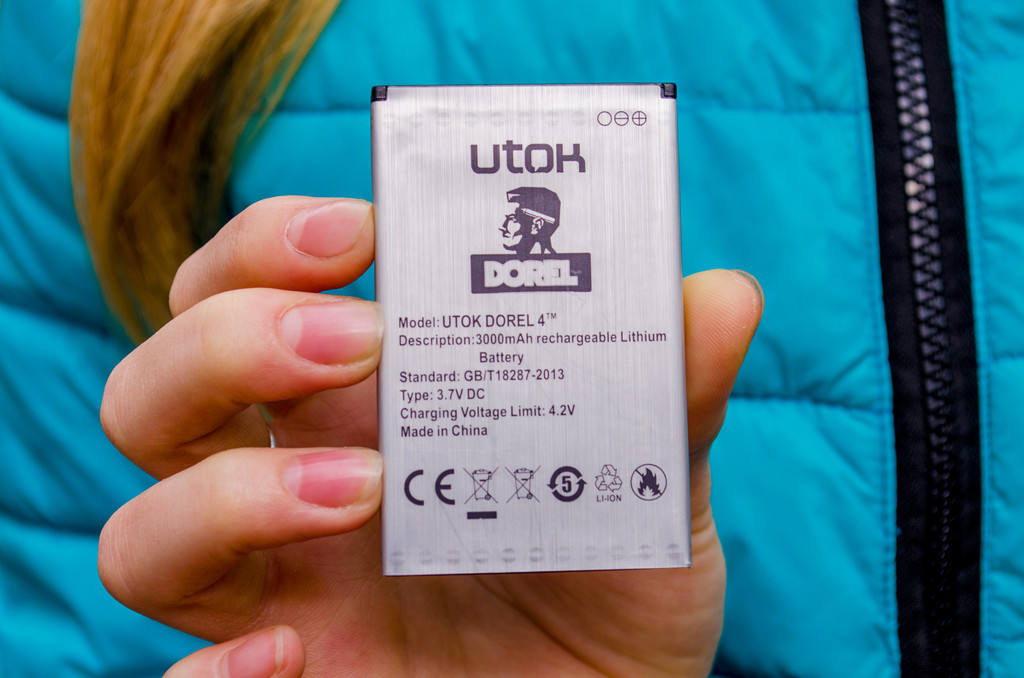 UTOK
DOREL™
Model: UTOK DOREL 4™
Description:3000mAh rechargeable Lithium
Battery
Standard: GB/T18287-2013
Type: 3.7V DC
Charging Voltage Limit: 4.2V
Made in China
CE 5
LI-ION